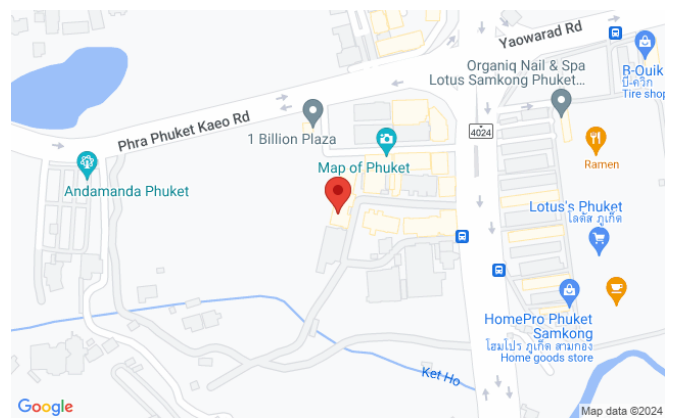 Yaowarad Rd
Organiq Nail & Spa
Lotus Samkong Phuket...
B-Quik
บี-ควิก
Tire shop
Phra Phuket Kaeo Rd
1 Billion Plaza
4024
Map of Phuket
Ramen
Andamanda Phuket
Lotus's Phuket
โลตัส ภูเก็ต
HomePro Phuket
Samkong
โฮมโปร ภูเก็ต สามกอง
Home goods store
Ket Ho
Google
Map data ©2024